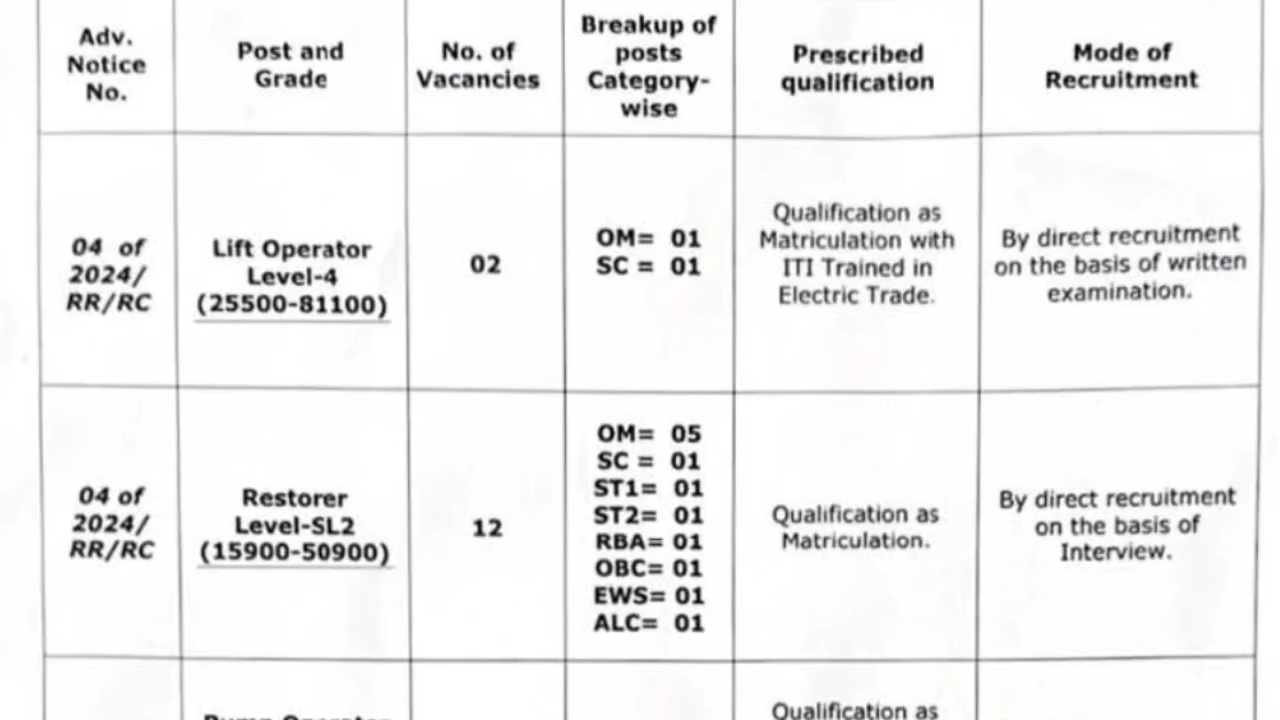 Adv.
Notice
No.
Post and
Grade
No. of
Vacancies
Breakup of
posts
Category-
wise
Prescribed
qualification
Mode of
Recruitment
04 of
2024/
RR/RC
Lift Operator
Level-4
(25500-81100)
02
OM= 01
SC = 01
Qualification as
Matriculation with
ITI Trained in
Electric Trade.
By direct recruitment
on the basis of written
examination.
04 of
2024/
RR/RC
Restorer
Level-SL2
(15900-50900)
12
OM= 05
SC = 01
ST1= 01
ST2= 01
RBA= 01
OBC= 01
EWS= 01
ALC= 01
Qualification as
Matriculation.
By direct recruitment
on the basis of
Interview.
Operator
Qualification as